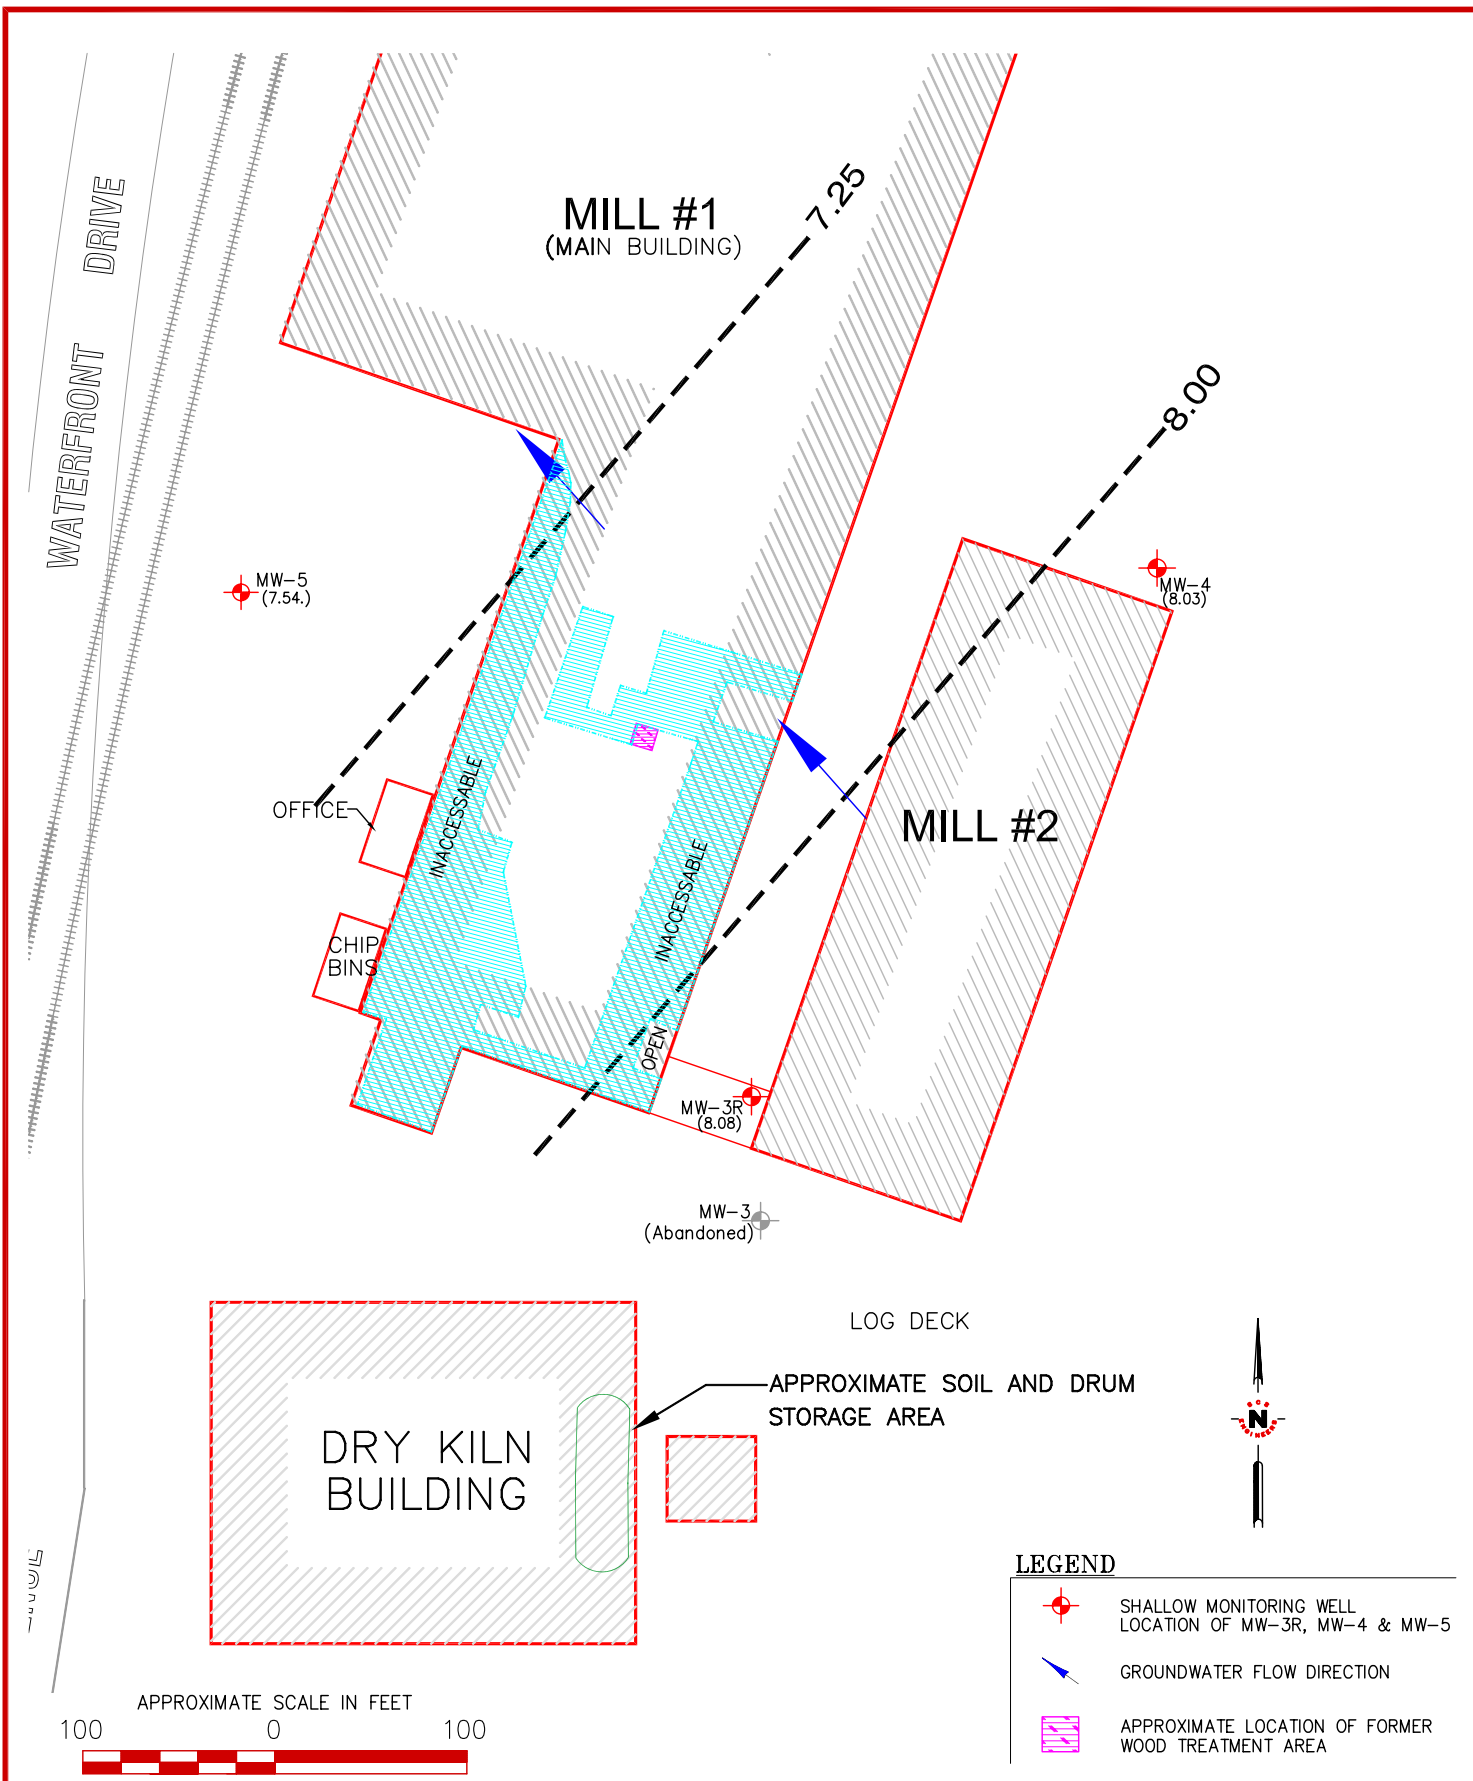 WATERFRONT DRIVE
MILL #1
(MAIN BUILDING)
7.25
8.00
MW-5
(7.54.)
MW-4
(8.03)
OFFICE
INACCESSABLE
MILL #2
INACCESSABLE
CHIP
BINS
OPEN
MW-3R
(8.08)
MW-3
(Abandoned)
LOG DECK
APPROXIMATE SOIL AND DRUM
STORAGE AREA
DRY KILN
BUILDING
N
LEGEND
SHALLOW MONITORING WELL
LOCATION OF MW-3R, MW-4 & MW-5
GROUNDWATER FLOW DIRECTION
APPROXIMATE LOCATION OF FORMER
WOOD TREATMENT AREA
APPROXIMATE SCALE IN FEET
100 0 100